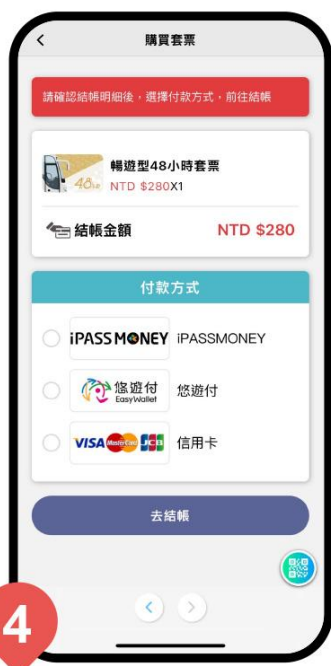 購買套票
請確認結帳明細後，選擇付款方式，前往結帳
48hr
暢遊型48小時套票
NTD $280X1
結帳金額 NTD $280
付款方式
iPASS MONEY iPASSMONEY
悠遊付 悠遊付
EasyWallet
VISA MasterCard JCB 信用卡
去結帳
4